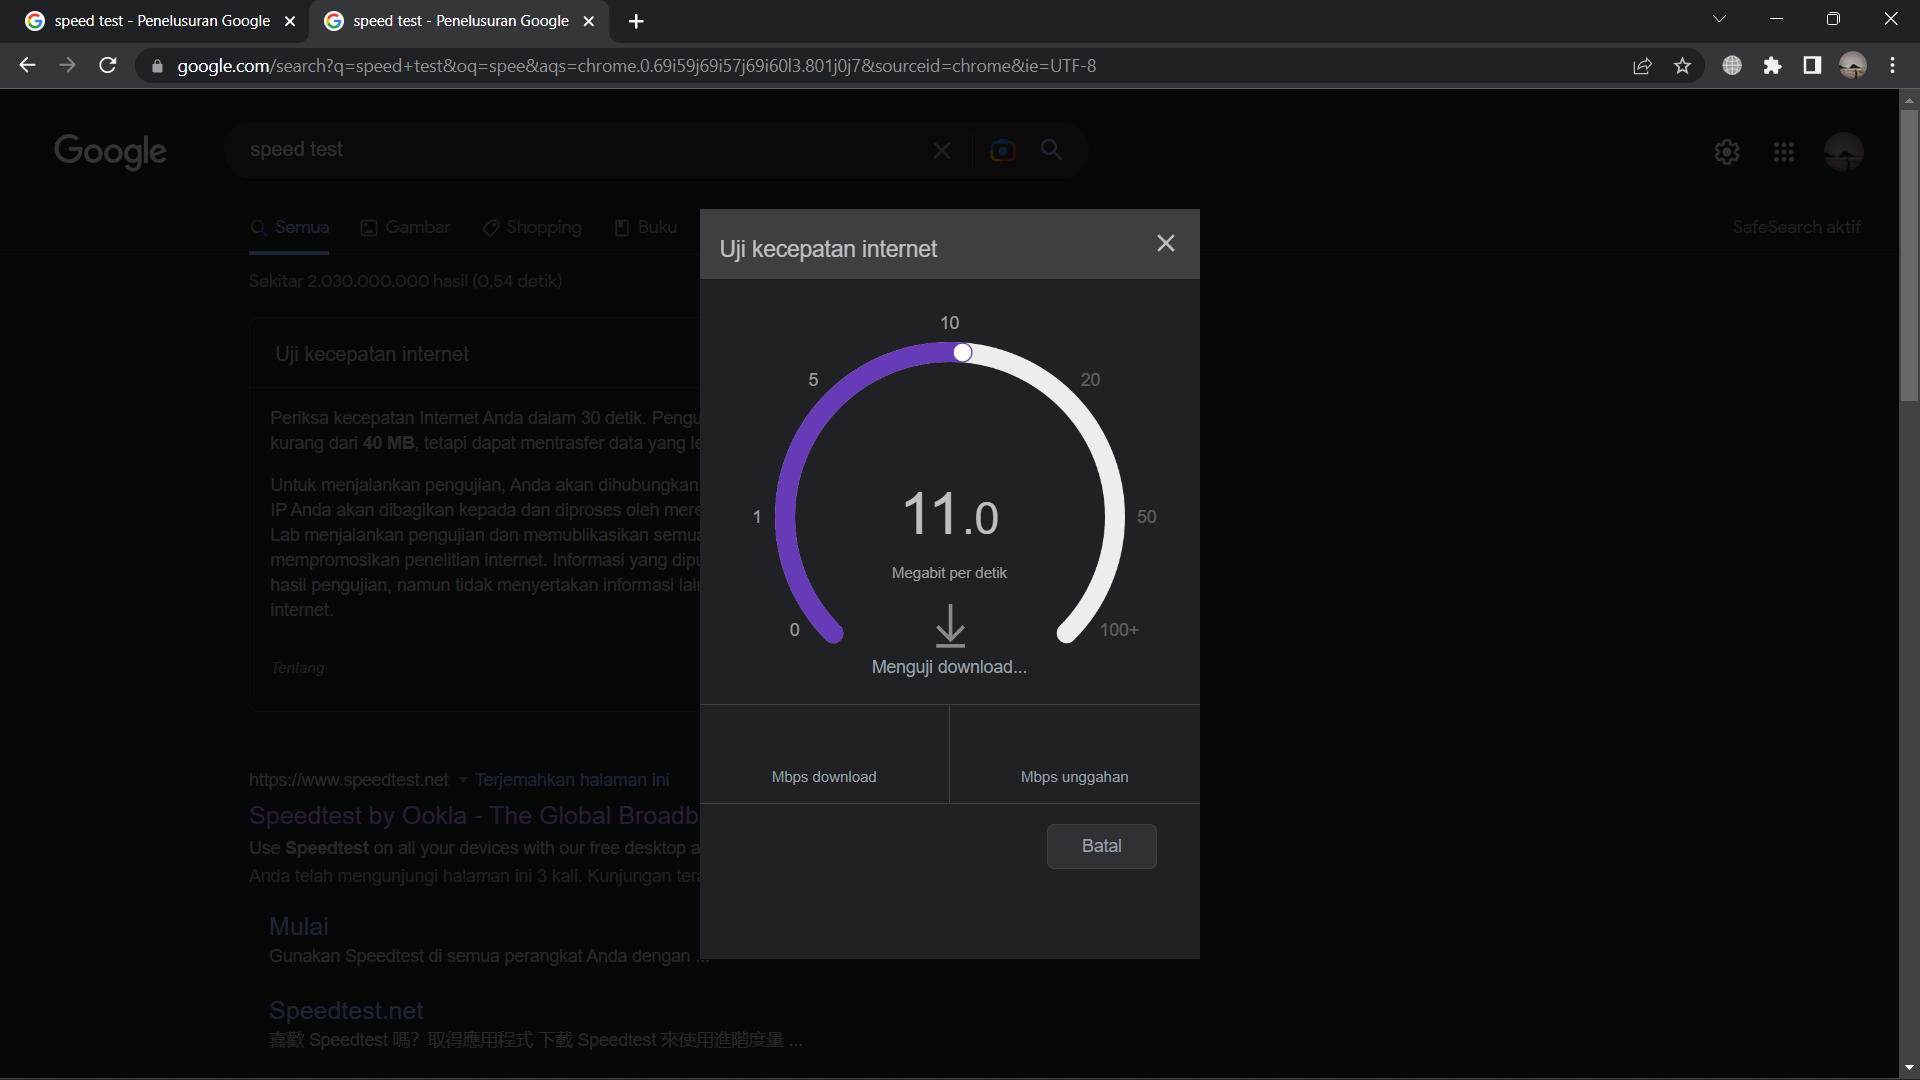 speed test - Penelusuran Google
speed test - Penelusuran Google
google.com/search?q=speed+test&oq=spee&aqs=chrome.0.69i59j69i57j69i60l3.801j0j7&sourceid=chrome&ie=UTF-8
Google
speed test
Semua
Gambar
Shopping
Buku
SafeSearch aktif
Sekitar 2.030.000.000 hasil (0,54 detik)
Uji kecepatan internet
Periksa kecepatan Internet Anda dalam 30 detik.
kurang dari 40 MB, tetapi dapat mentrasfer data yang
Untuk menjalankan pengujian, Anda akan dihubungkan
IP Anda akan dibagikan kepada dan diproses oleh
Lab menjalankan pengujian dan memublikasikan
mempromosikan penelitian internet. Informasi yang
hasil pengujian, namun tidak menyertakan informasi
internet.
Tentang
https://www.speedtest.net
Terjemahkan halaman ini
Speedtest by Ookla - The Global
Use Speedtest on all your devices with our free desktop
Anda telah mengunjungi halaman ini 3 kali. Kunjungan
Mulai
Gunakan Speedtest di semua perangkat Anda dengan ...
Speedtest.net
喜歡 Speedtest 嗎? 取得應用程式 下載 Speedtest 來使用進階度量 ...
Uji kecepatan internet
10
5
20
1
50
11.0
Megabit per detik
0
100+
Menguji download...
Mbps download
Mbps unggahan
Batal